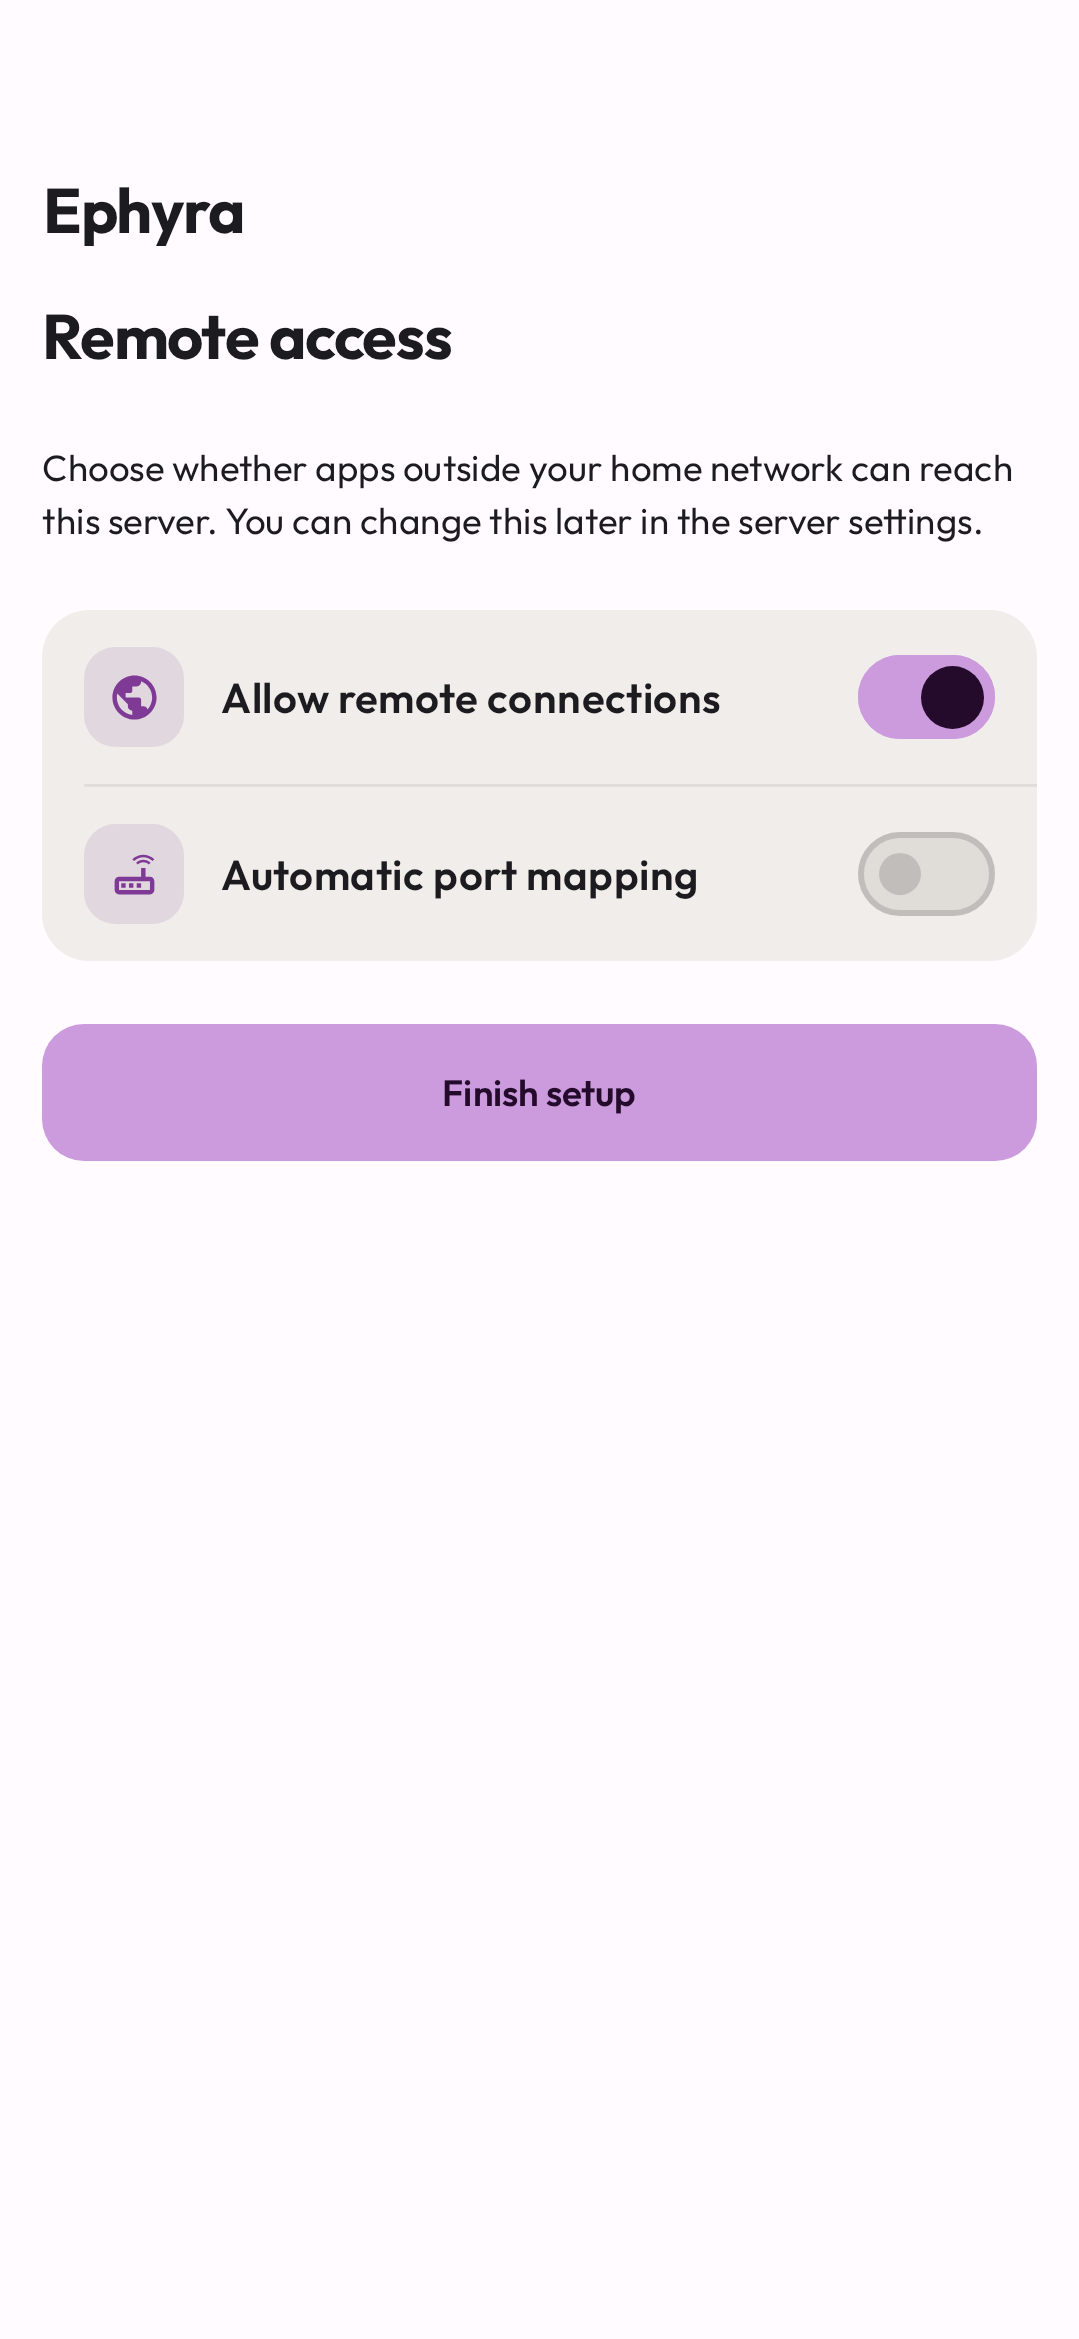 Ephyra
Remote access
Choose whether apps outside your home network can reach
this server. You can change this later in the server settings.
Allow remote connections
Automatic port mapping
Finish setup